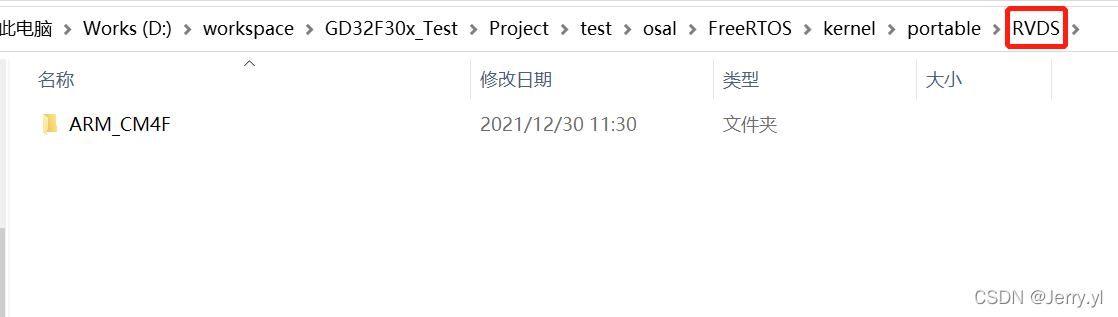 此电脑 > Works (D:) > workspace > GD32F30x_Test > Project > test > osal > FreeRTOS > kernel > portable > RVDS >
名称 修改日期 类型 大小
ARM_CM4F 2021/12/30 11:30 文件夹
CSDN @Jerry.yl